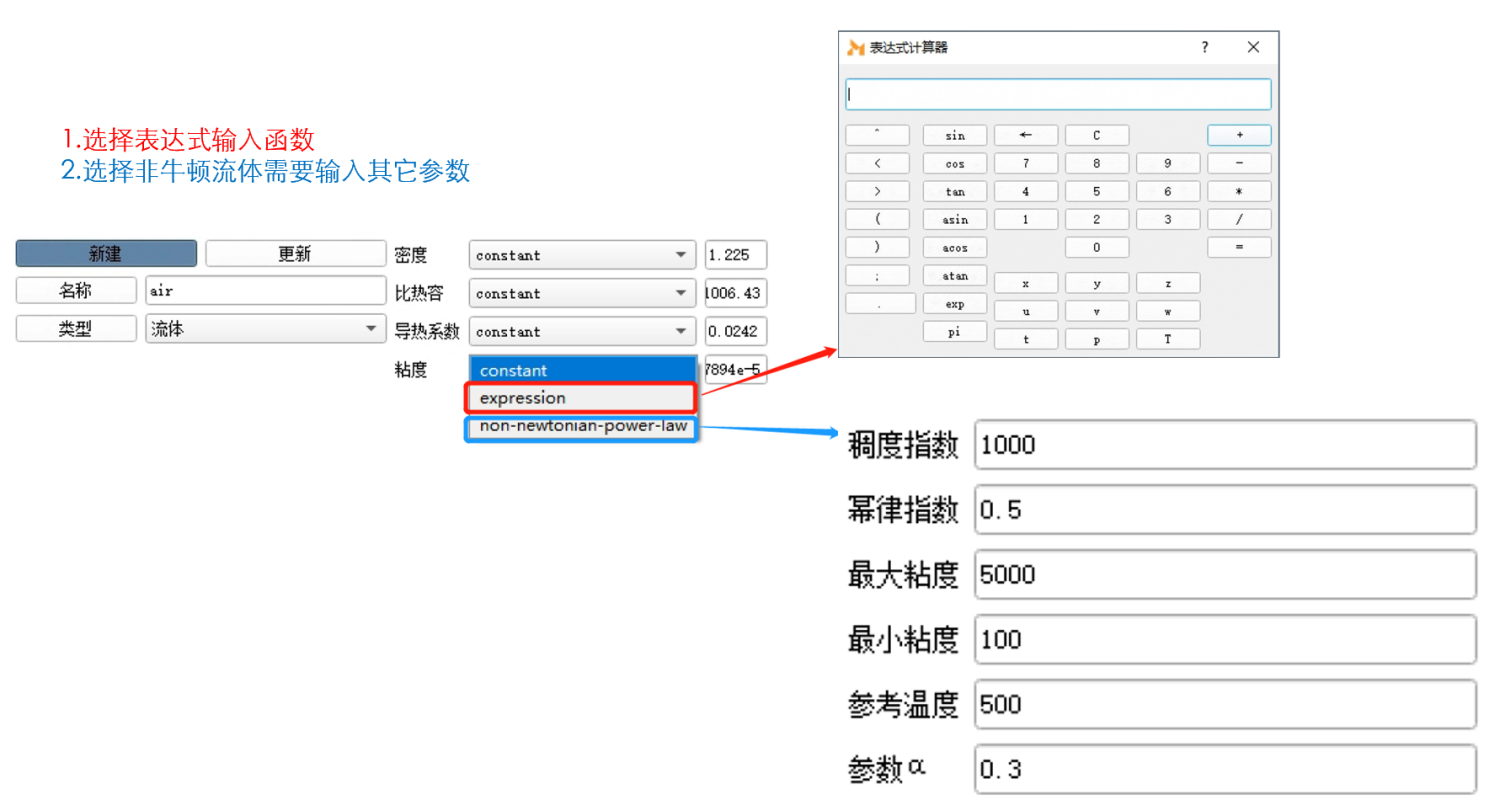 表达式计算器 ? ×
1.选择表达式输入函数
2.选择非牛顿流体需要输入其它参数
^ sin ← C +
< cos 7 8 9 -
> tan 4 5 6 *
( asin 1 2 3 /
) acos 0 =
; atan x y z
. exp u v w
pi t p T
新建 更新 密度 constant 1.225
名称 air 比热容 constant 1006.43
类型 流体 导热系数 constant 0.0242
粘度 constant 7894e-5
expression
non-newtonian-power-law
稠度指数 1000
幂律指数 0.5
最大粘度 5000
最小粘度 100
参考温度 500
参数α 0.3